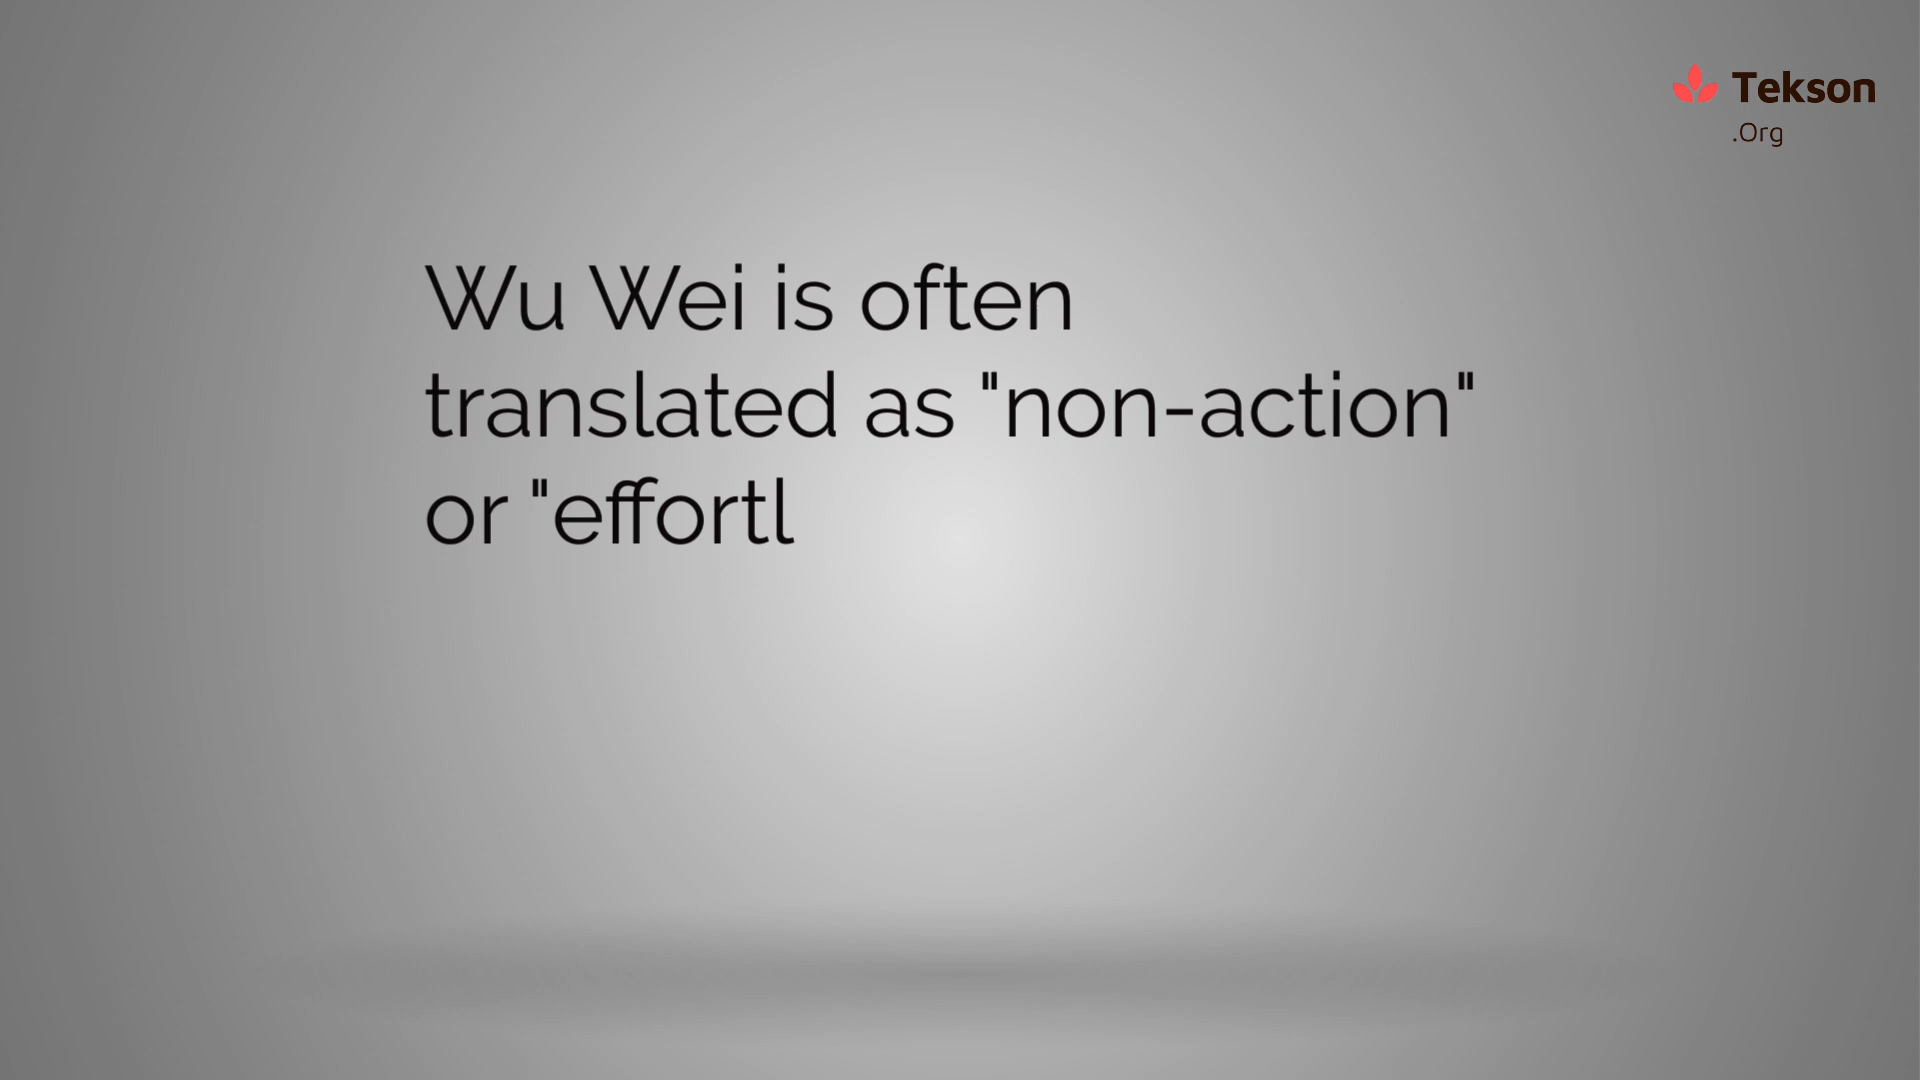 Tekson
.Org
Wu Wei is often
translated as "non-action"
or "effortl